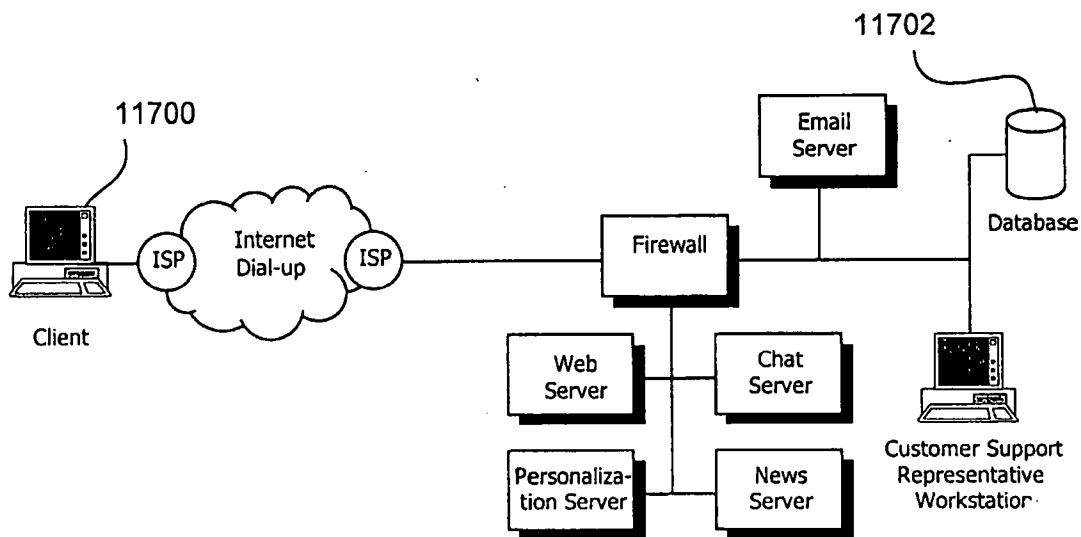 11702
11700
Email
Server
Database
ISP
Internet
Dial-up
ISP
Firewall
Client
Web
Server
Chat
Server
Customer Support
Representative
Workstation
Personaliza-
tion Server
News
Server